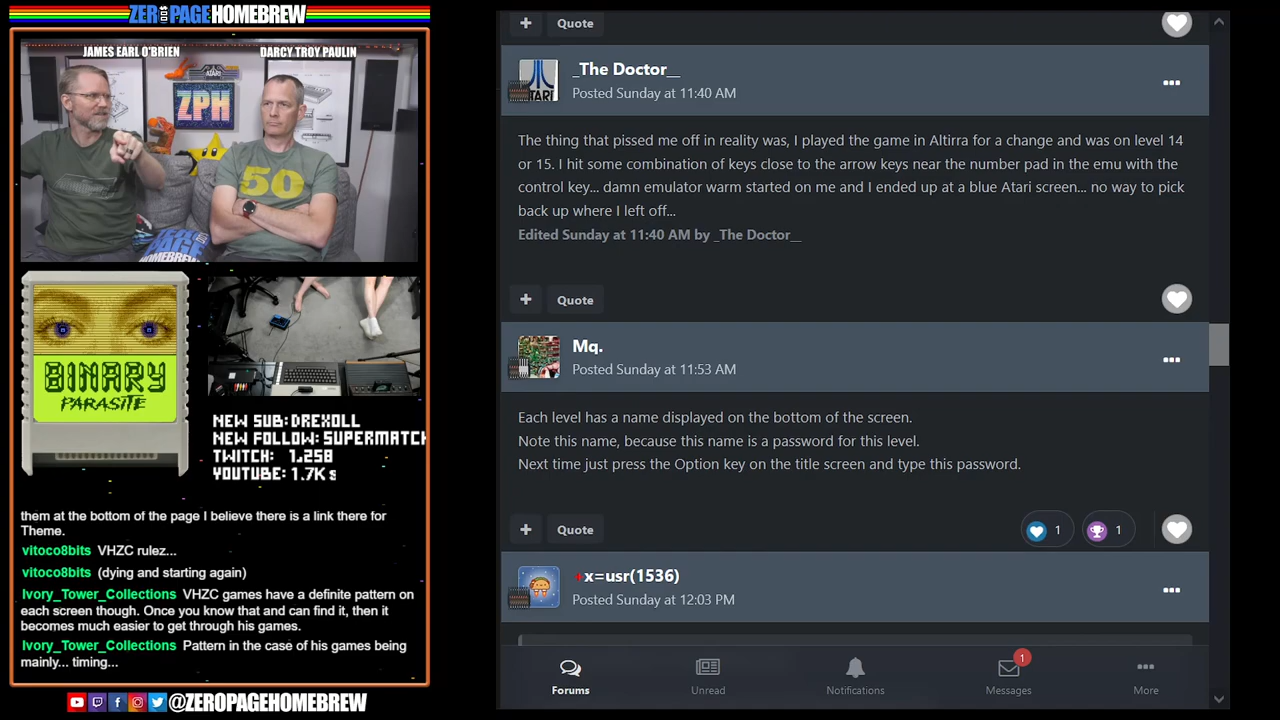 ZEROPAGEHOMEBREW
JAMES EARL O'BRIEN
DARCY TROY PAULIN
ATARI
ZPH
50
PAGE
HOMEBREW
BINARY
PARASITE
NEW SUB: DREXOLL
NEW FOLLOW: SUPERMATCH
TWITCH: 1,258
YOUTUBE: 1.7K s
them at the bottom of the page I believe there is a link there for
Theme.
vitoco8bits VHZC rulez...
vitoco8bits (dying and starting again)
Ivory_Tower_Collections VHZC games have a definite pattern on
each screen though. Once you know that and can find it, then it
becomes much easier to get through his games.
Ivory_Tower_Collections Pattern in the case of his games being
mainly... timing...
@ZEROPAGEHOMEBREW
+ Quote
_The Doctor__
Posted Sunday at 11:40 AM
ATARI
The thing that pissed me off in reality was, I played the game in Altirra for a change and was on level 14
or 15. I hit some combination of keys close to the arrow keys near the number pad in the emu with the
control key... damn emulator warm started on me and I ended up at a blue Atari screen... no way to pick
back up where I left off...
Edited Sunday at 11:40 AM by _The Doctor__
+ Quote
Mq.
Posted Sunday at 11:53 AM
Each level has a name displayed on the bottom of the screen.
Note this name, because this name is a password for this level.
Next time just press the Option key on the title screen and type this password.
+ Quote
1
1
+x=usr(1536)
Posted Sunday at 12:03 PM
1
Forums
Unread
Notifications
Messages
More